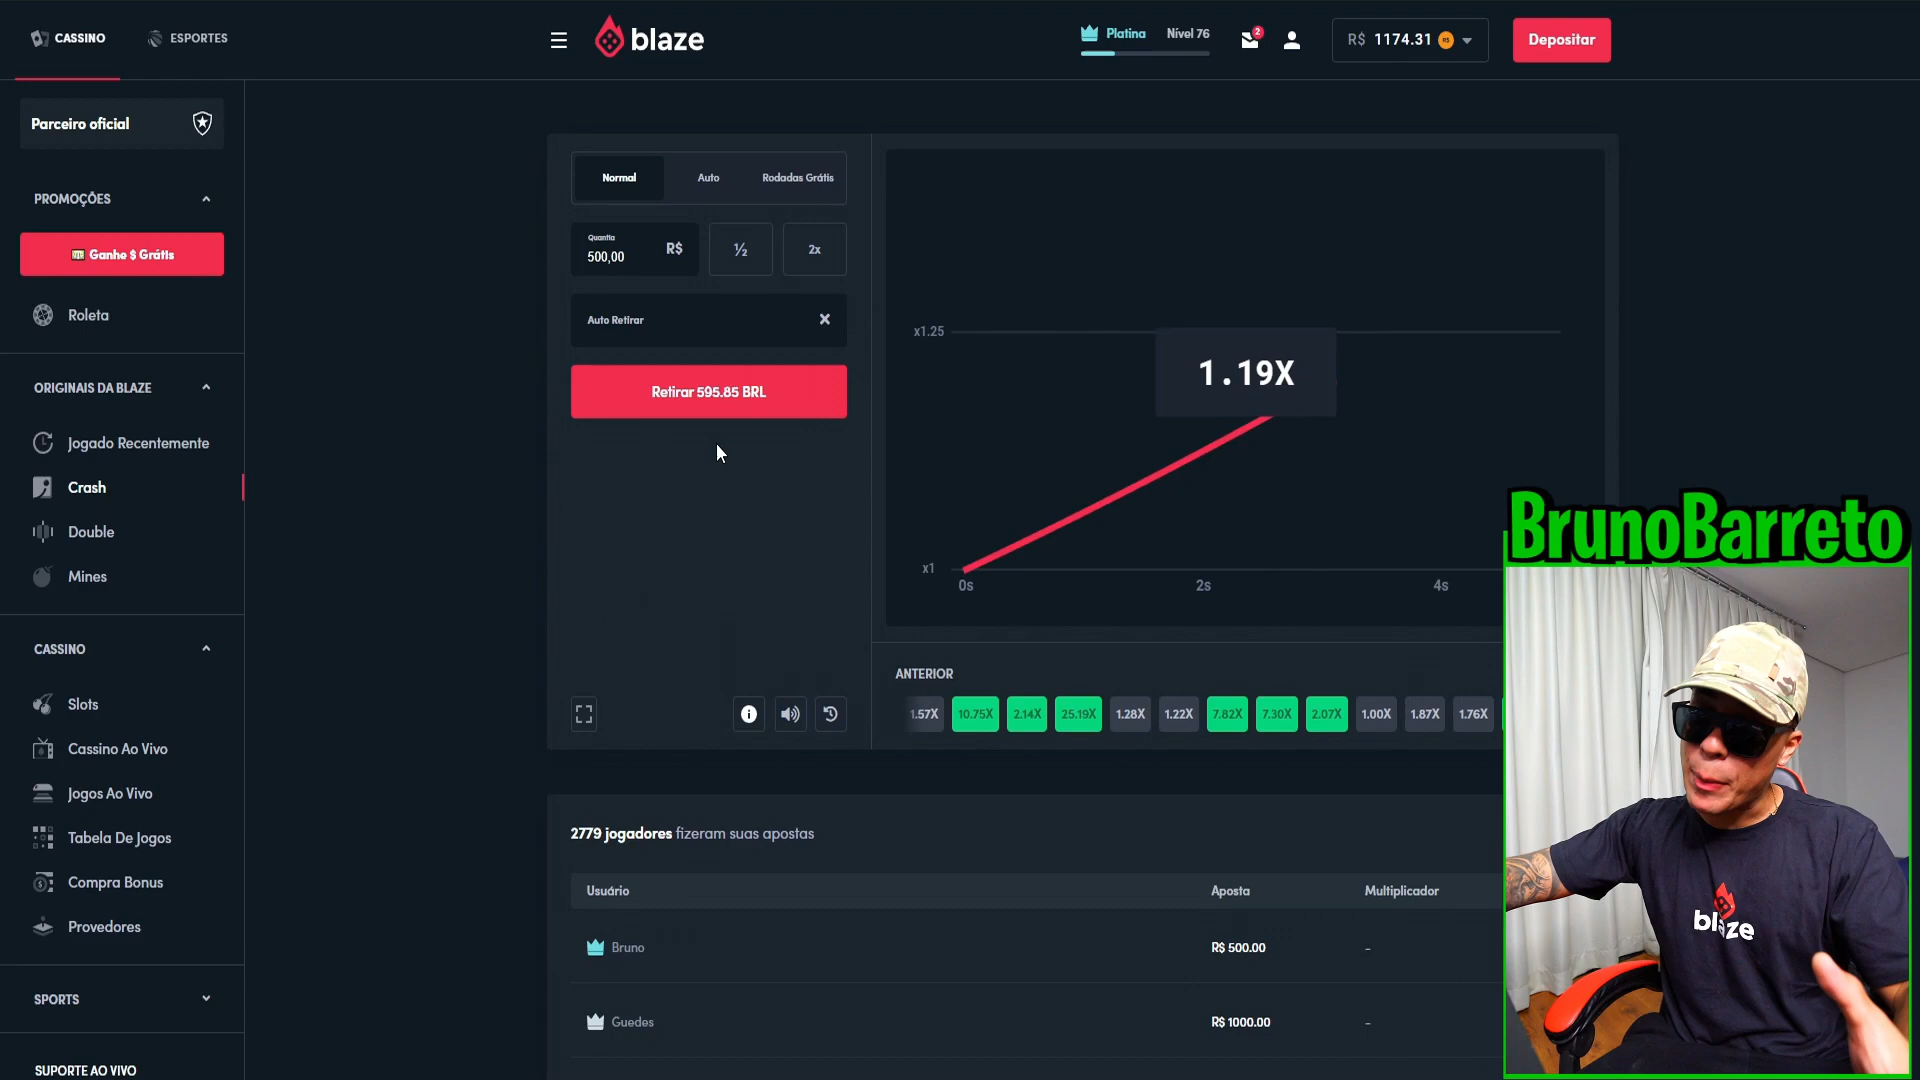 CASSINO
ESPORTES
blaze
Platina
Nível 76
2
R$ 1174.31 R$
Depositar
Parceiro oficial
PROMOÇÕES
Ganhe $ Grátis
Roleta
ORIGINAIS DA BLAZE
Jogado Recentemente
Crash
Double
Mines
CASSINO
Slots
Cassino Ao Vivo
Jogos Ao Vivo
Tabela De Jogos
Compra Bonus
Provedores
SPORTS
SUPORTE AO VIVO
Normal
Auto
Rodadas Grátis
Quantia
500,00
R$
½
2x
Auto Retirar
Retirar 595.85 BRL
x1.25
1.19X
x1
0s
2s
4s
ANTERIOR
1.57X
10.75X
2.14X
25.19X
1.28X
1.22X
7.82X
7.30X
2.07X
1.00X
1.87X
1.76X
2779 jogadores fizeram suas apostas
Usuário
Aposta
Multiplicador
Bruno
R$ 500.00
-
Guedes
R$ 1000.00
-
BrunoBarreto
blaze